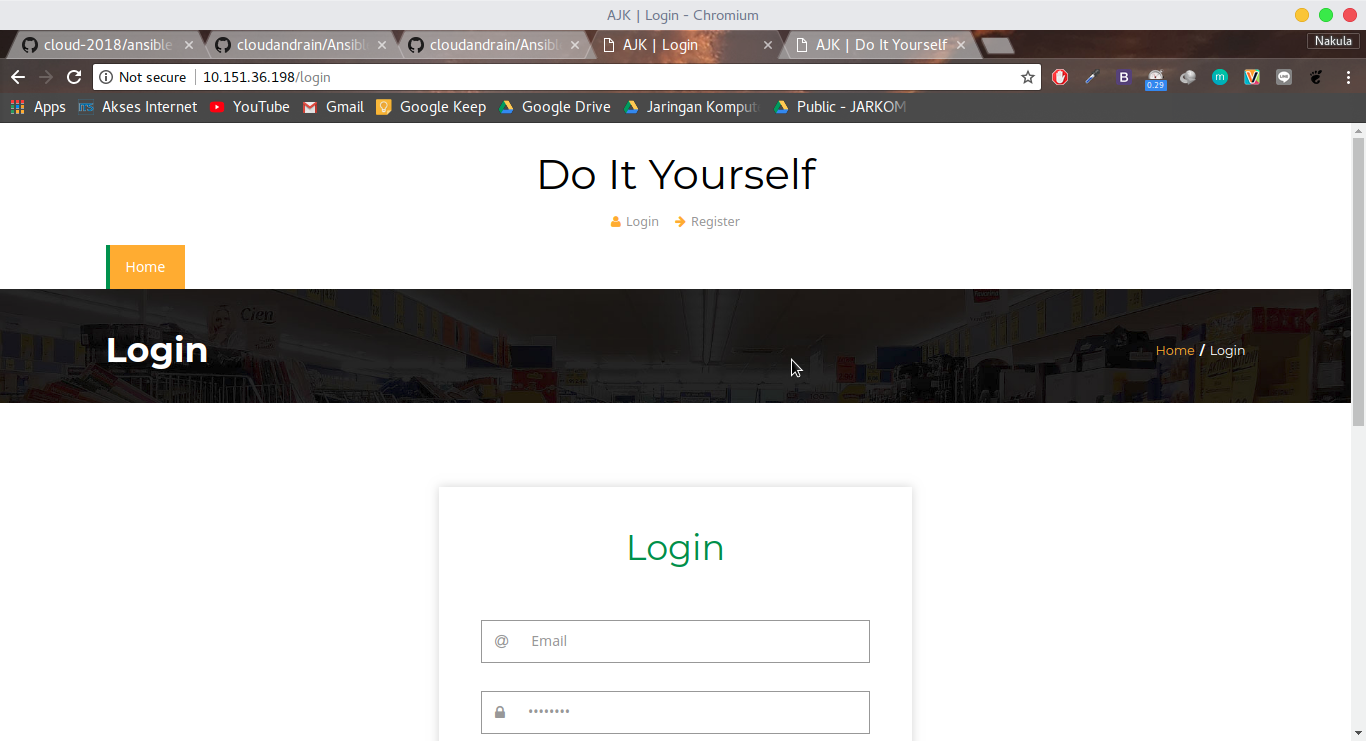 AJK | Login - Chromium
cloud-2018/ansible
cloudandrain/Ansibl
cloudandrain/Ansibl
AJK | Login
AJK | Do It Yourself
Nakula
Not secure
10.151.36.198/login
0.29
Apps
Akses Internet
YouTube
Gmail
Google Keep
Google Drive
Jaringan Komput
Public - JARKOM
Do It Yourself
Login
Register
Home
Cien
Login
Home / Login
Login
@ Email
••••••••